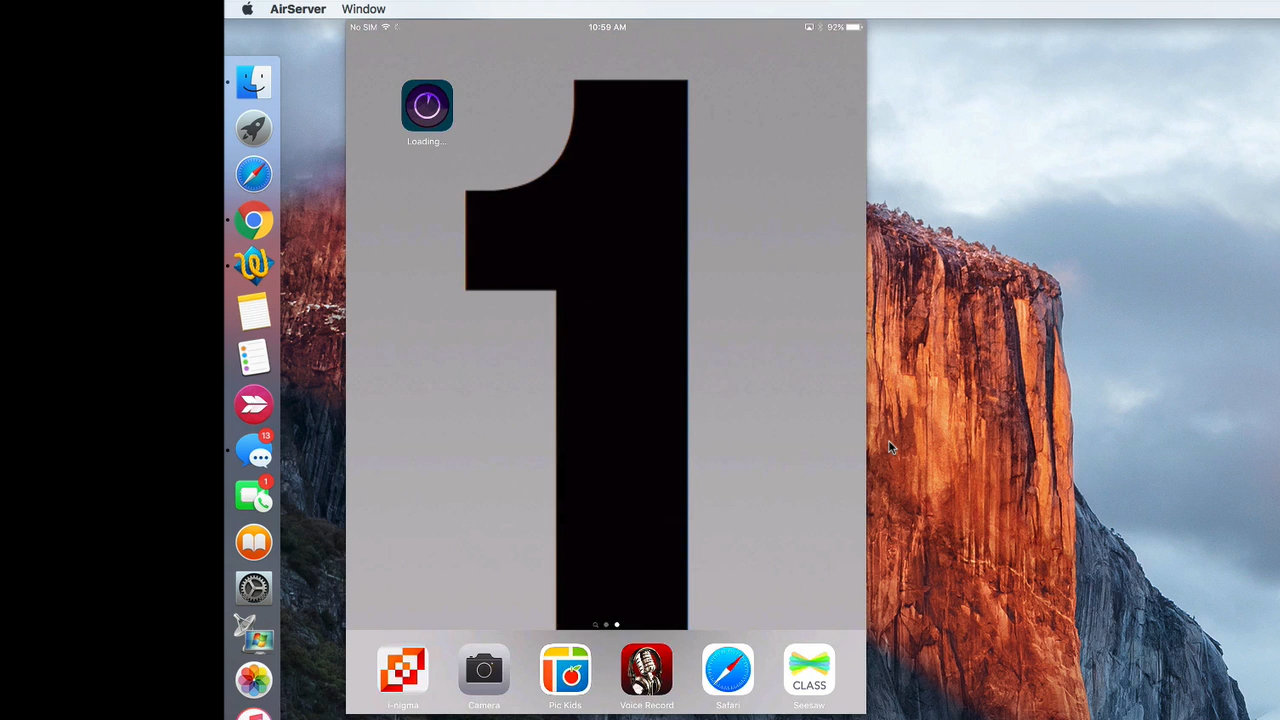 AirServer Window
No SIM 10:59 AM 92%
Loading...
1
13
1
CLASS
i-nigma Camera Pic Kids Voice Record Safari Seesaw